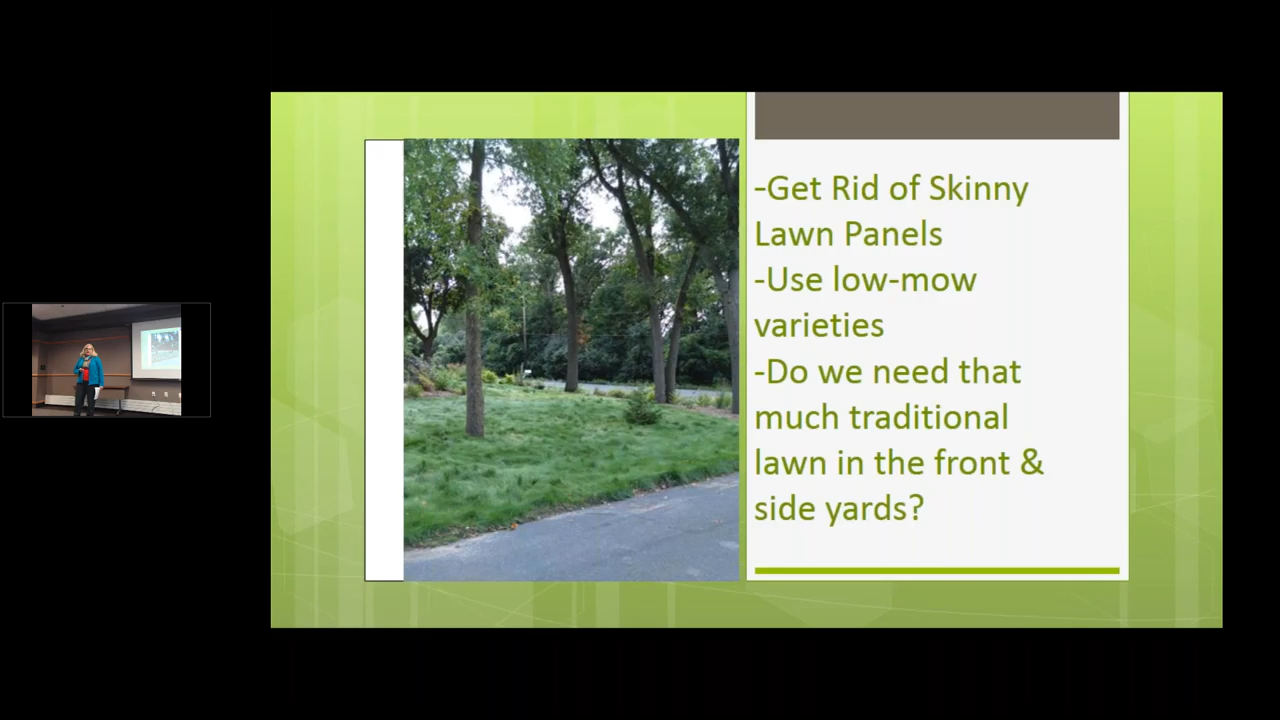 -Get Rid of Skinny
Lawn Panels
-Use low-mow
varieties
-Do we need that
much traditional
lawn in the front &
side yards?